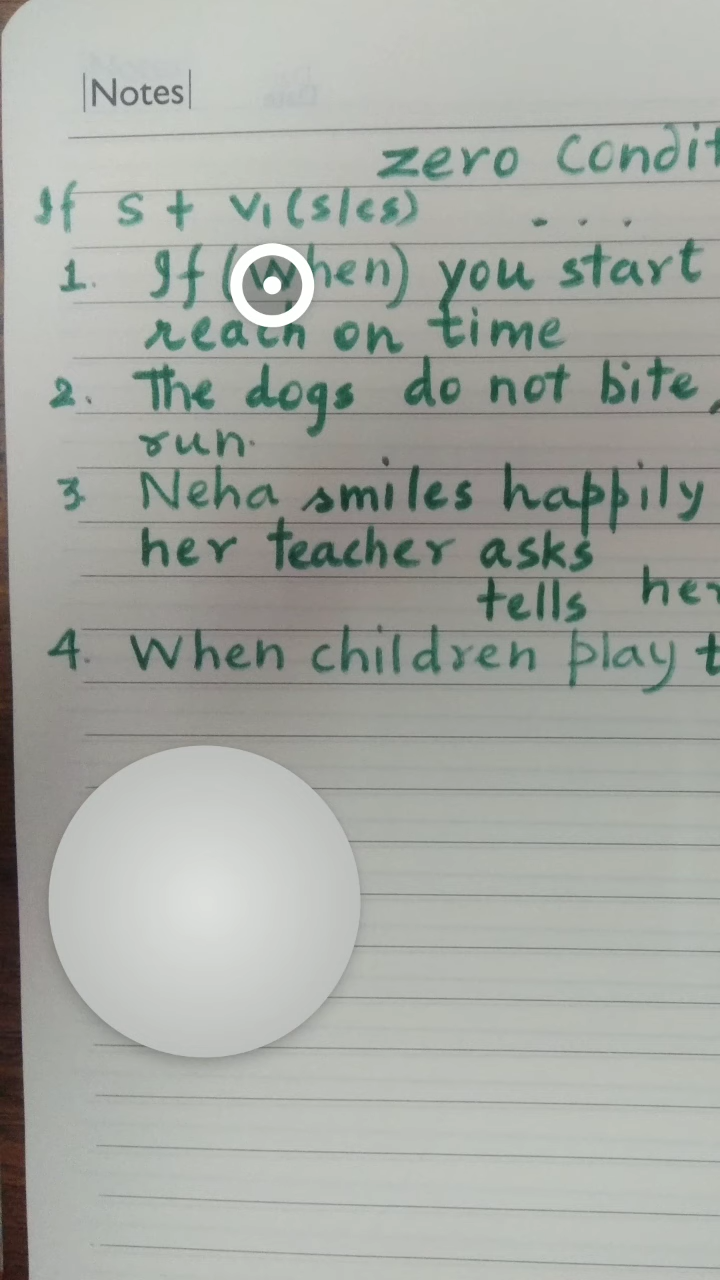 |Notes|
zero Condit
If S + V1 (s/es) ...
1. If (When) you start
reach on time
2. The dogs do not bite,
run.
3. Neha smiles happily
her teacher asks
tells her
4. When children play t